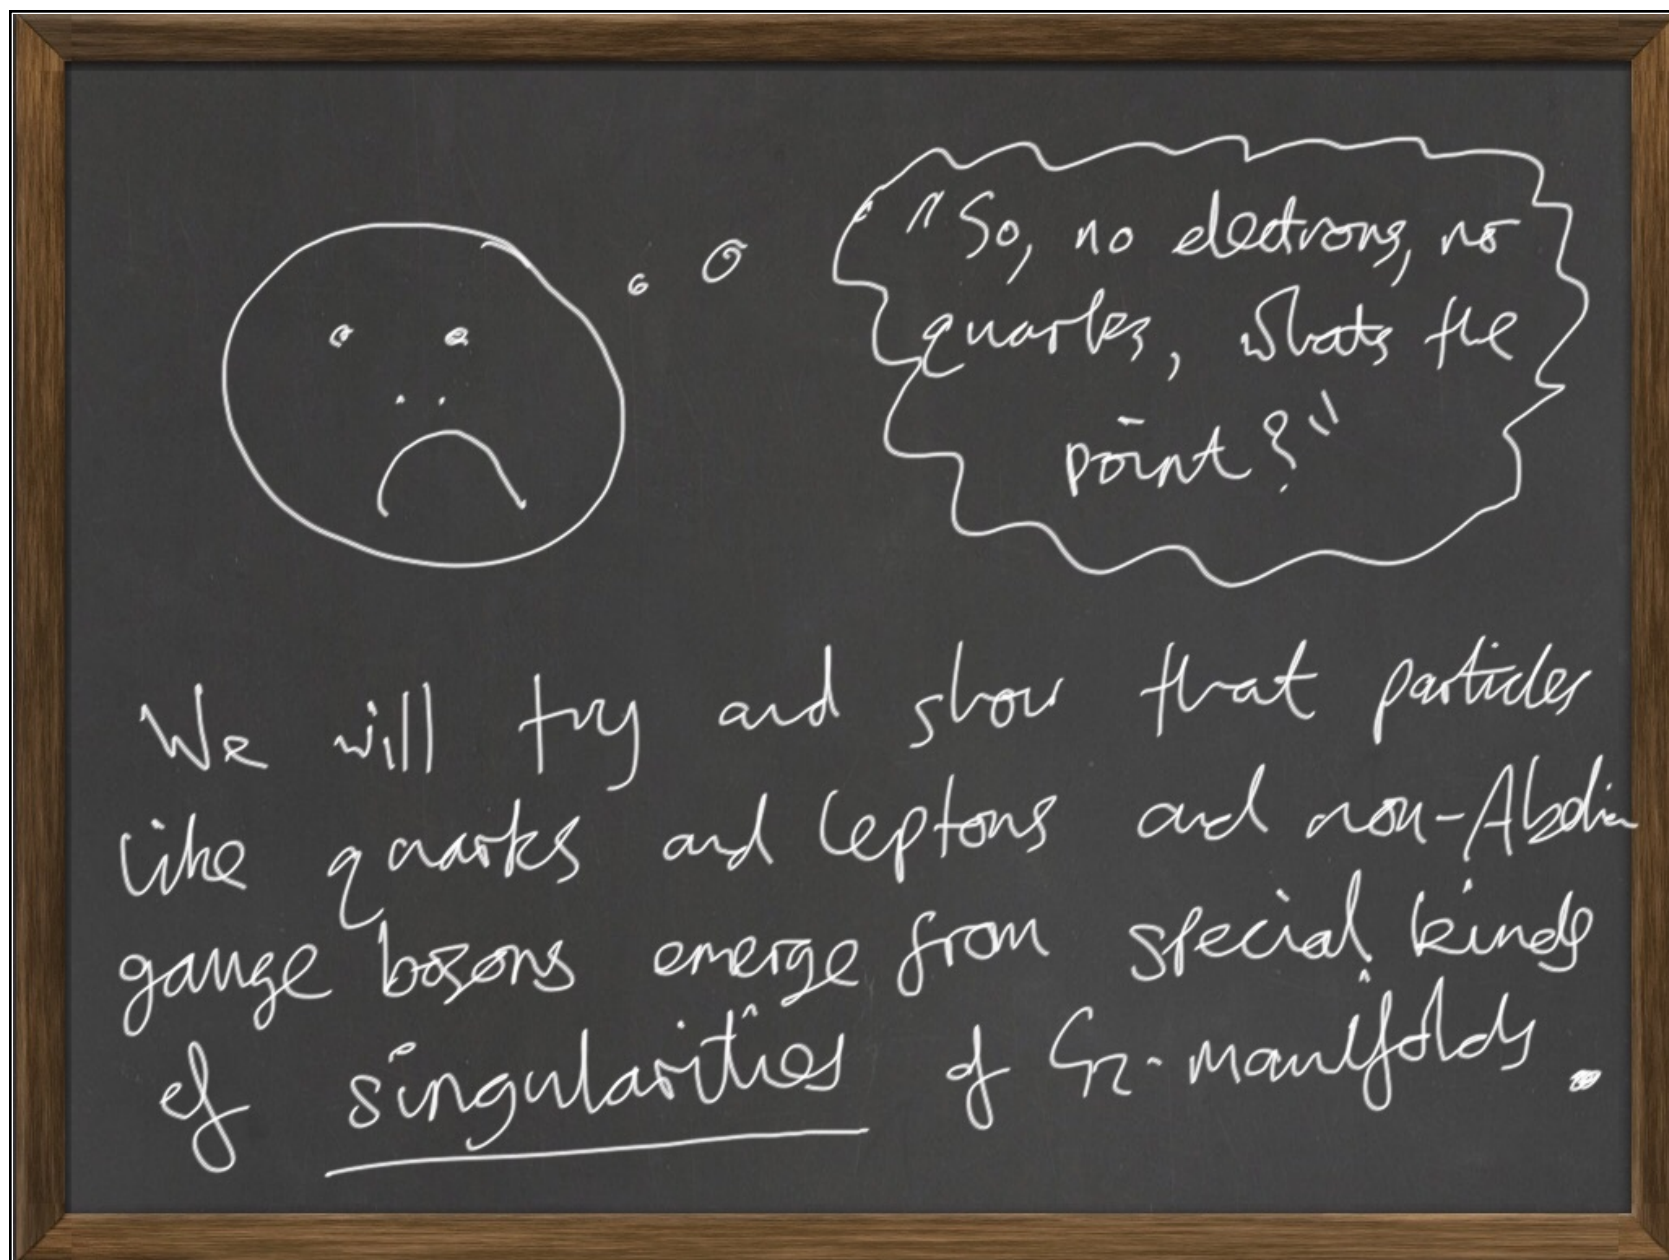 "So, no electrons, no
quarks, whats the
point?"
We will try and show that particles
like quarks and leptons and non-Abelian
gauge bosons emerge from special kinds
of singularities of G2-manifolds.